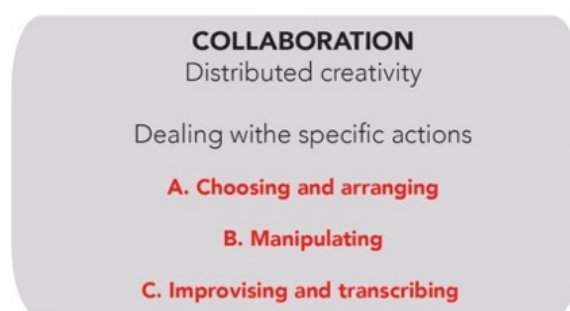 COLLABORATION
Distributed creativity
Dealing withe specific actions
A. Choosing and arranging
B. Manipulating
C. Improvising and transcribing